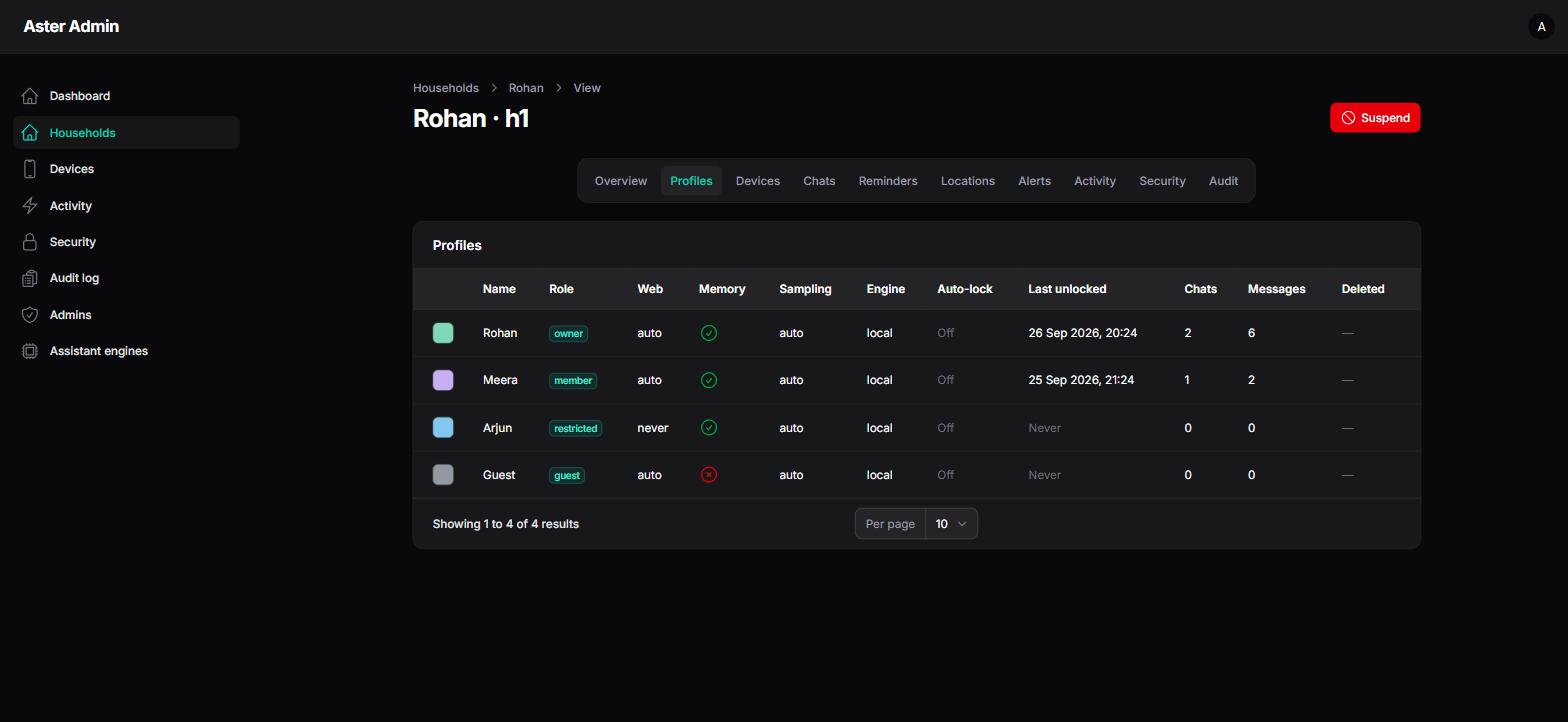 Aster Admin
A
Dashboard
Households
Devices
Activity
Security
Audit log
Admins
Assistant engines
Households > Rohan > View
Rohan · h1
Suspend
Overview Profiles Devices Chats Reminders Locations Alerts Activity Security Audit
Profiles
Name Role Web Memory Sampling Engine Auto-lock Last unlocked Chats Messages Deleted
Rohan owner auto auto local Off 26 Sep 2026, 20:24 2 6 —
Meera member auto auto local Off 25 Sep 2026, 21:24 1 2 —
Arjun restricted never auto local Off Never 0 0 —
Guest guest auto auto local Off Never 0 0 —
Showing 1 to 4 of 4 results
Per page 10